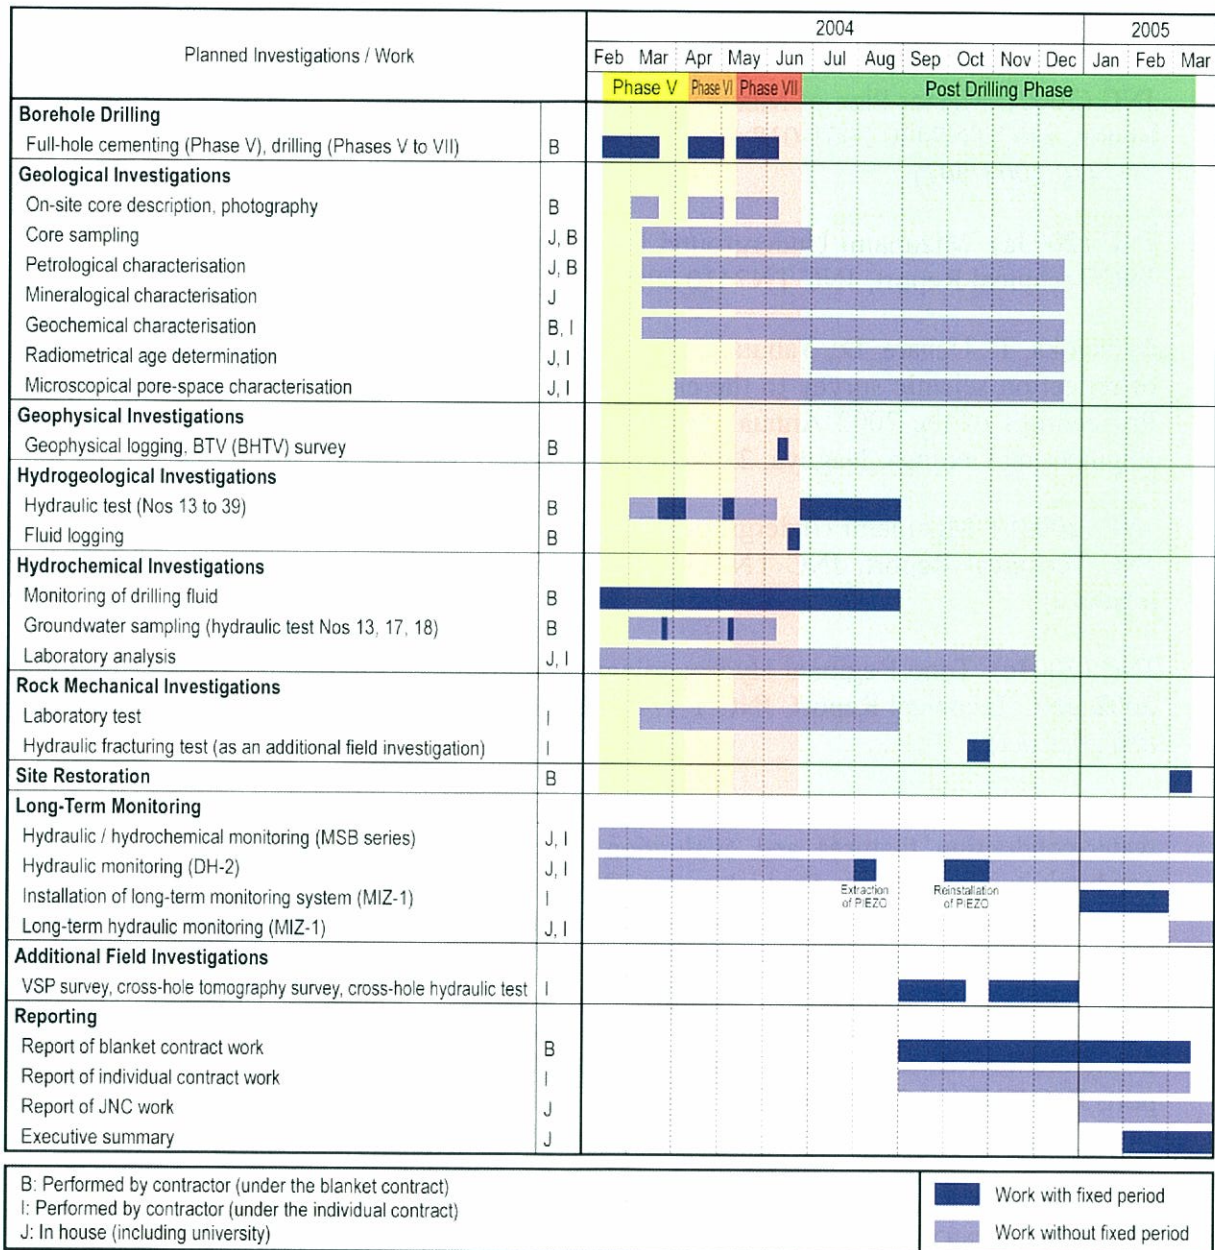 Planned Investigations / Work
2004 2005
Feb Mar Apr May Jun Jul Aug Sep Oct Nov Dec Jan Feb Mar
Phase V Phase VI Phase VII Post Drilling Phase
Borehole Drilling
Full-hole cementing (Phase V), drilling (Phases V to VII) B
Geological Investigations
On-site core description, photography B
Core sampling J, B
Petrological characterisation J, B
Mineralogical characterisation J
Geochemical characterisation B, I
Radiometrical age determination J, I
Microscopical pore-space characterisation J, I
Geophysical Investigations
Geophysical logging, BTV (BHTV) survey B
Hydrogeological Investigations
Hydraulic test (Nos 13 to 39) B
Fluid logging B
Hydrochemical Investigations
Monitoring of drilling fluid B
Groundwater sampling (hydraulic test Nos 13, 17, 18) B
Laboratory analysis J, I
Rock Mechanical Investigations
Laboratory test I
Hydraulic fracturing test (as an additional field investigation) I
Site Restoration B
Long-Term Monitoring
Hydraulic / hydrochemical monitoring (MSB series) J, I
Hydraulic monitoring (DH-2) J, I
Extraction Reinstallation
of PIEZO of PIEZO
Installation of long-term monitoring system (MIZ-1) I
Long-term hydraulic monitoring (MIZ-1) J, I
Additional Field Investigations
VSP survey, cross-hole tomography survey, cross-hole hydraulic test I
Reporting
Report of blanket contract work B
Report of individual contract work I
Report of JNC work J
Executive summary J
B: Performed by contractor (under the blanket contract)
I: Performed by contractor (under the individual contract)
J: In house (including university)
Work with fixed period
Work without fixed period